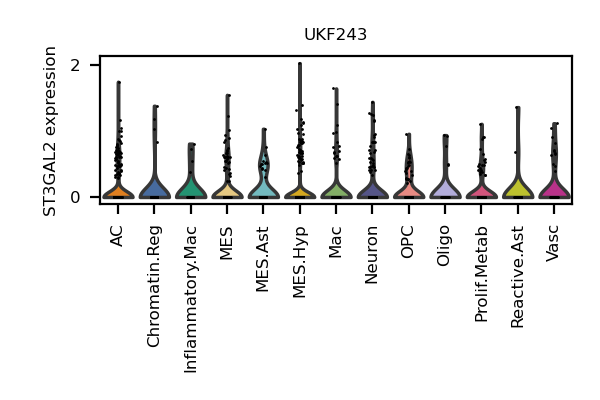 UKF243
ST3GAL2 expression
2
0
AC
Chromatin.Reg
Inflammatory.Mac
MES
MES.Ast
MES.Hyp
Mac
Neuron
OPC
Oligo
Prolif.Metab
Reactive.Ast
Vasc